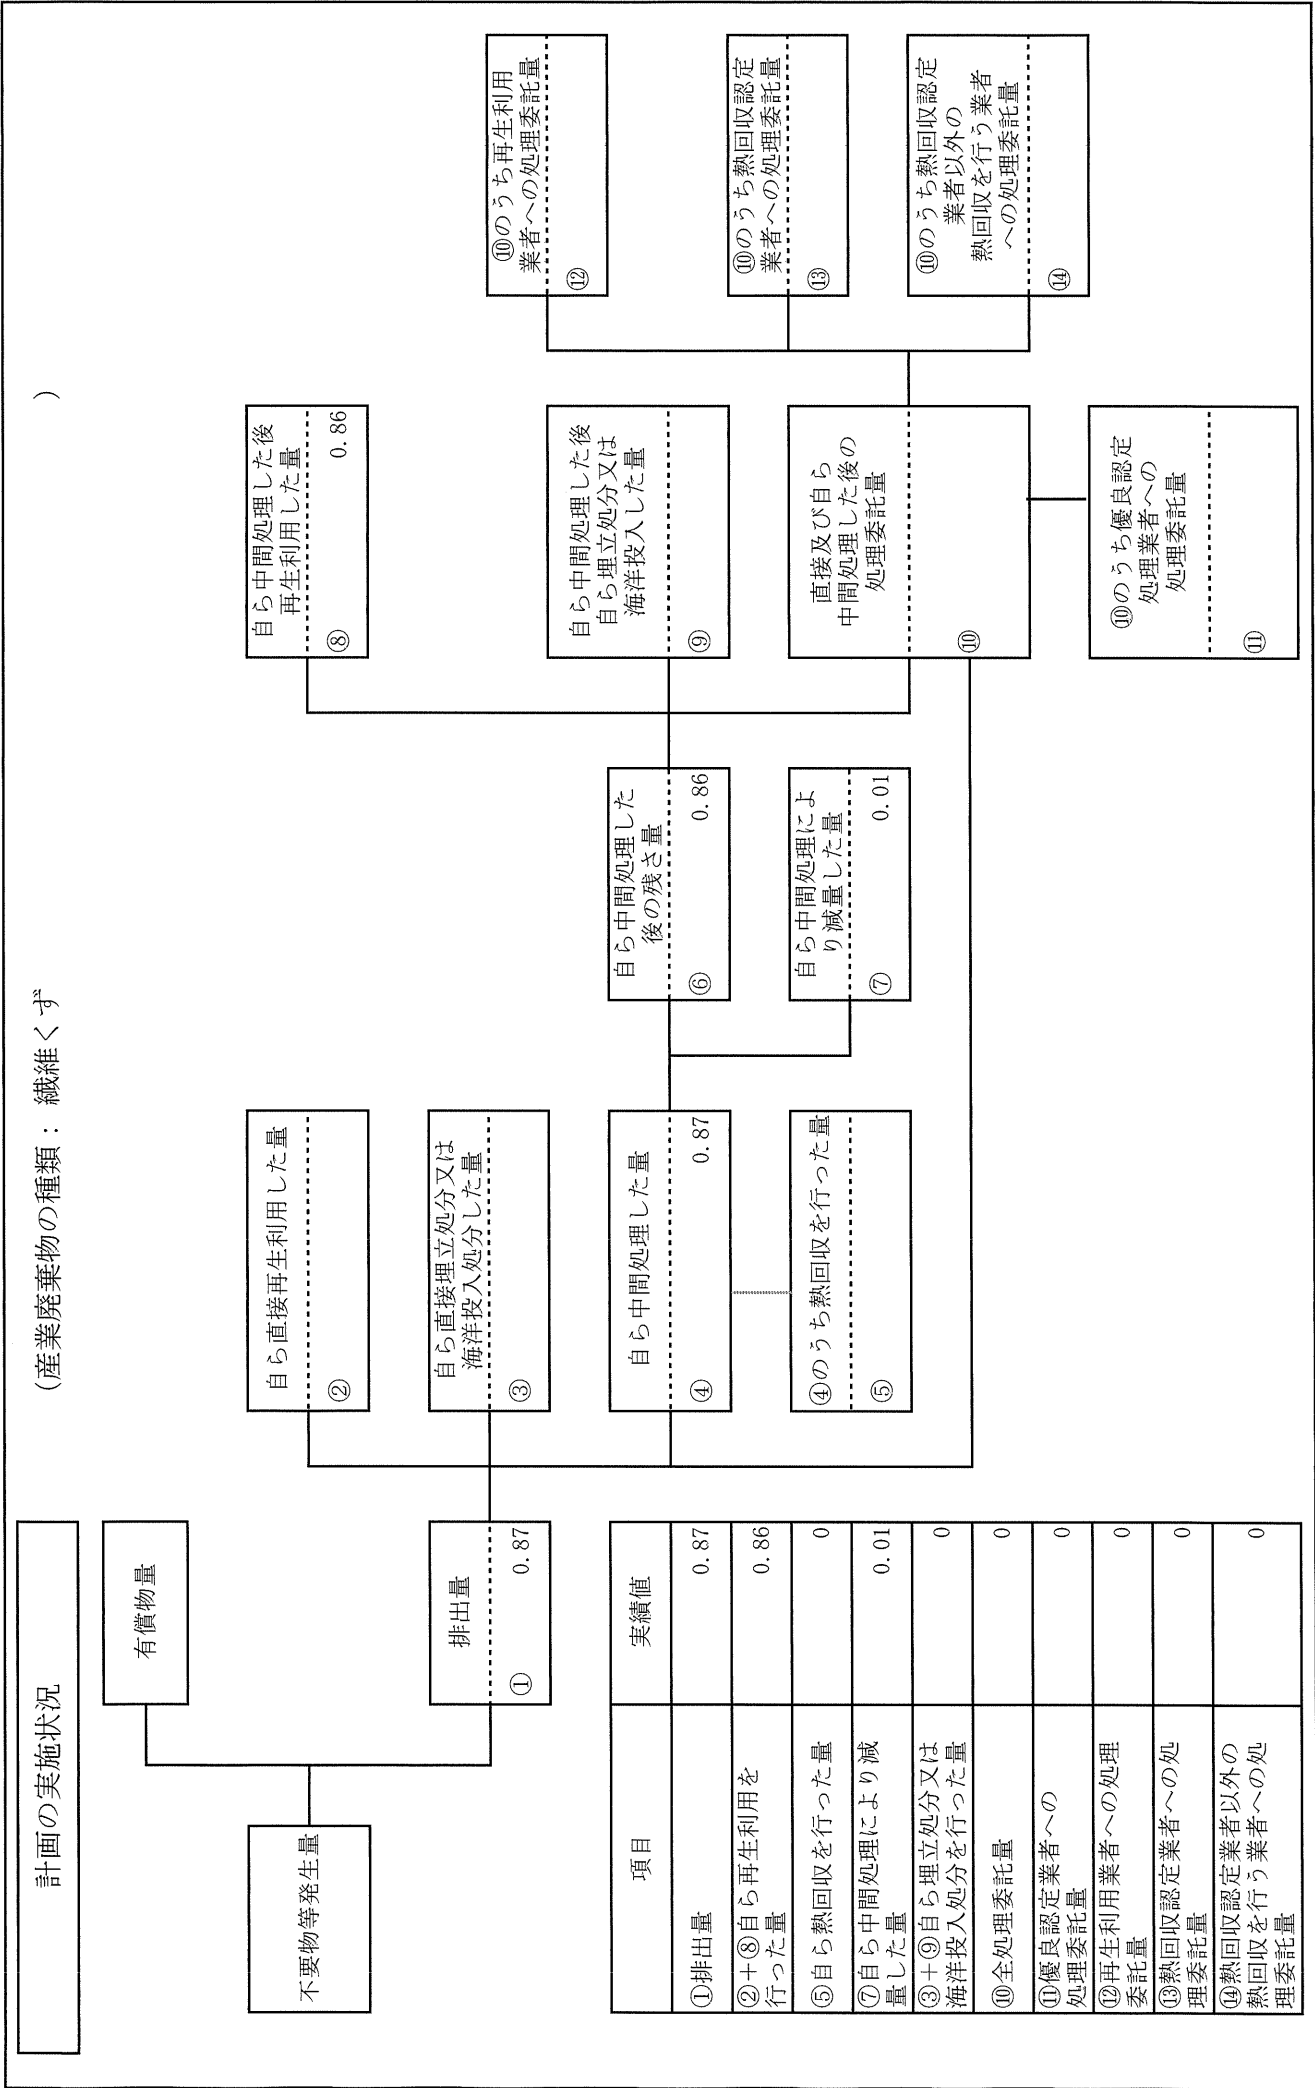 計画の実施状況
(産業廃棄物の種類： 繊維くず
)
不要物等発生量
有償物量
排出量
① 0.87
自ら直接再生利用した量
②
自ら直接埋立処分又は
海洋投入処分した量
③
自ら中間処理した量
④ 0.87
④のうち熱回収を行った量
⑤
自ら中間処理した
後の残さ量
⑥ 0.86
自ら中間処理によ
り減量した量
⑦ 0.01
自ら中間処理した後
再生利用した量
⑧ 0.86
自ら中間処理した後
自ら埋立処分又は
海洋投入した量
⑨
直接及び自ら
中間処理した後の
処理委託量
⑩
⑩のうち優良認定
処理業者への
処理委託量
⑪
⑩のうち再生利用
業者への処理委託量
⑫
⑩のうち熱回収認定
業者への処理委託量
⑬
⑩のうち熱回収認定
業者以外の
熱回収を行う業者
への処理委託量
⑭
項目 実績値
①排出量 0.87
②＋⑧自ら再生利用を
行った量 0.86
⑤自ら熱回収を行った量 0
⑦自ら中間処理により減
量した量 0.01
③＋⑨自ら埋立処分又は
海洋投入処分を行った量 0
⑩全処理委託量 0
⑪優良認定業者への
処理委託量 0
⑫再生利用業者への処理
委託量 0
⑬熱回収認定業者への処
理委託量 0
⑭熱回収認定業者以外の
熱回収を行う業者への処
理委託量 0